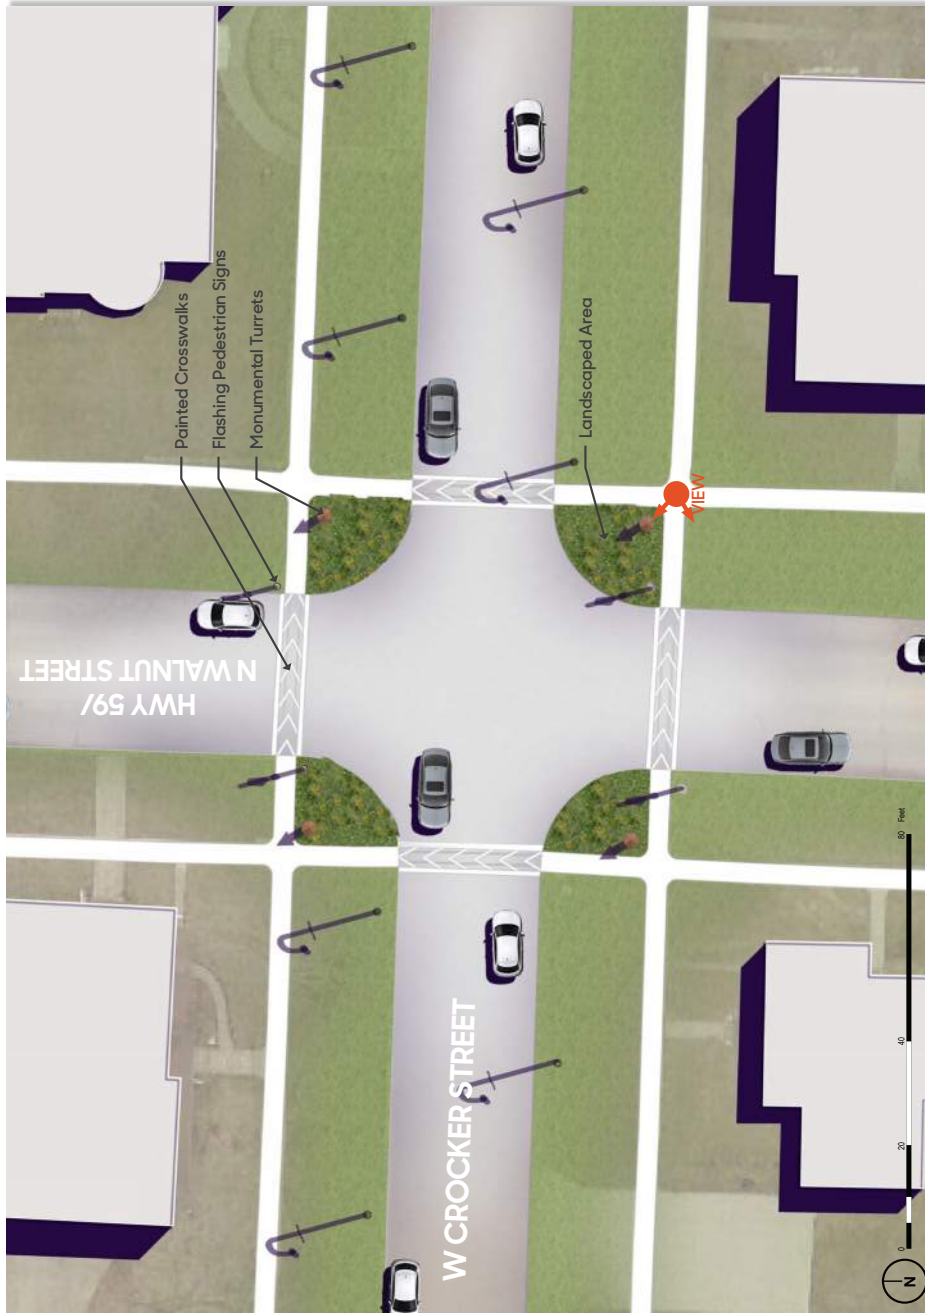 Painted Crosswalks
Flashing Pedestrian Signs
Monumental Turrets
Landscaped Area
HWY 59/
N WALNUT STREET
W CROCKER STREET
VIEW
0
20
40
80
Feet
N